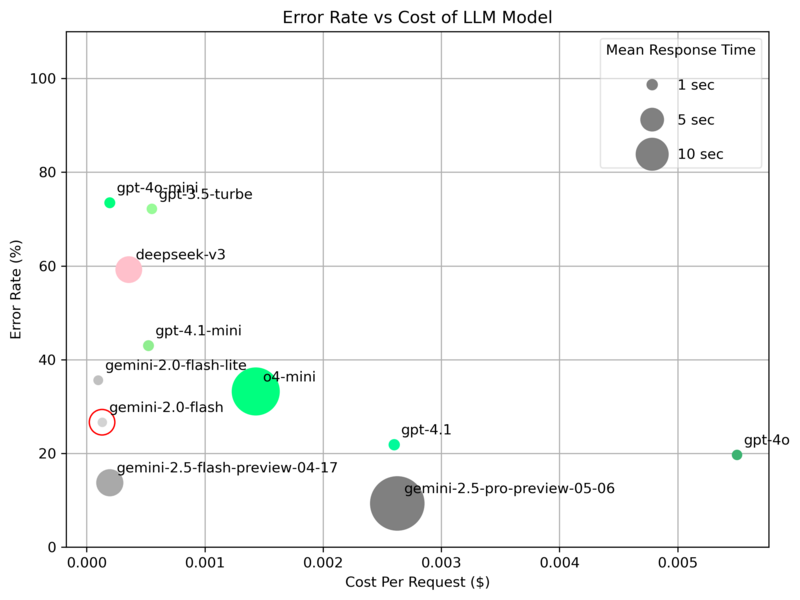 Error Rate vs Cost of LLM Model
Mean Response Time
1 sec
5 sec
10 sec
100
80
60
40
20
0
Error Rate (%)
gpt-4o-mini
gpt-3.5-turbe
deepseek-v3
gpt-4.1-mini
gemini-2.0-flash-lite
o4-mini
gemini-2.0-flash
gpt-4.1
gpt-4o
gemini-2.5-flash-preview-04-17
gemini-2.5-pro-preview-05-06
0.000 0.001 0.002 0.003 0.004 0.005
Cost Per Request ($)